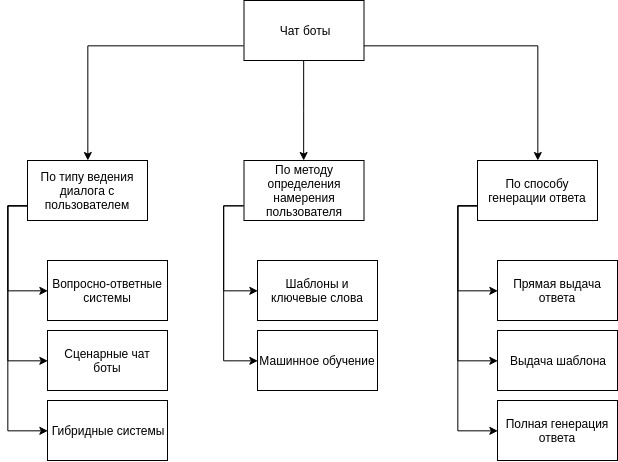 Чат боты
По типу ведения
диалога с
пользователем
По методу
определения
намерения
пользователя
По способу
генерации ответа
Вопросно-ответные
системы
Сценарные чат
боты
Гибридные системы
Шаблоны и
ключевые слова
Машинное обучение
Прямая выдача
ответа
Выдача шаблона
Полная генерация
ответа